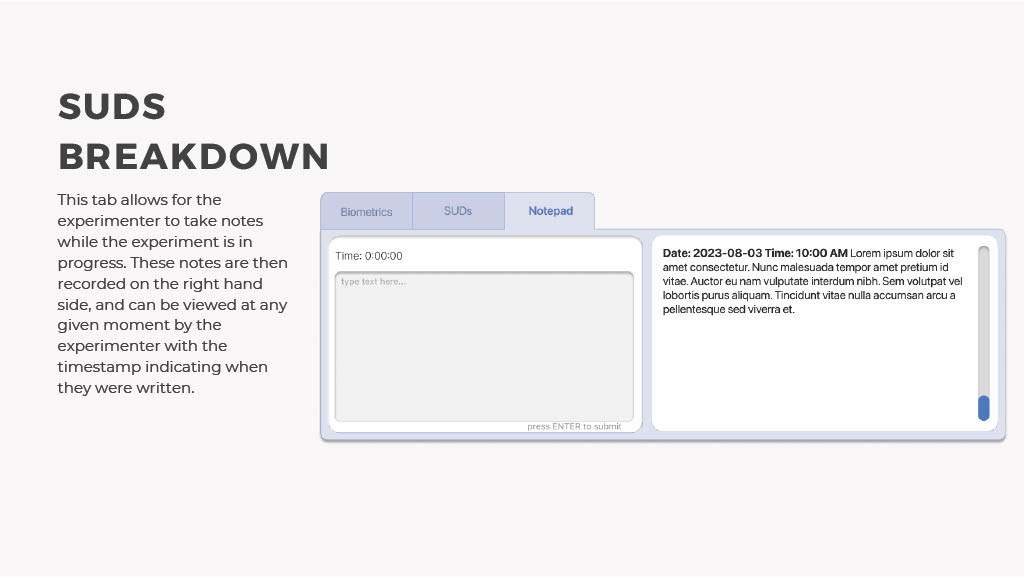 SUDS
BREAKDOWN
This tab allows for the
experimenter to take notes
while the experiment is in
progress. These notes are then
recorded on the right hand
side, and can be viewed at any
given moment by the
experimenter with the
timestamp indicating when
they were written.
Biometrics
SUDs
Notepad
Time: 0:00:00
type text here...
press ENTER to submit
Date: 2023-08-03 Time: 10:00 AM Lorem ipsum dolor sit
amet consectetur. Nunc malesuada tempor amet pretium id
vitae. Auctor eu nam vulputate interdum nibh. Sem volutpat vel
lobortis purus aliquam. Tincidunt vitae nulla accumsan arcu a
pellentesque sed viverra et.